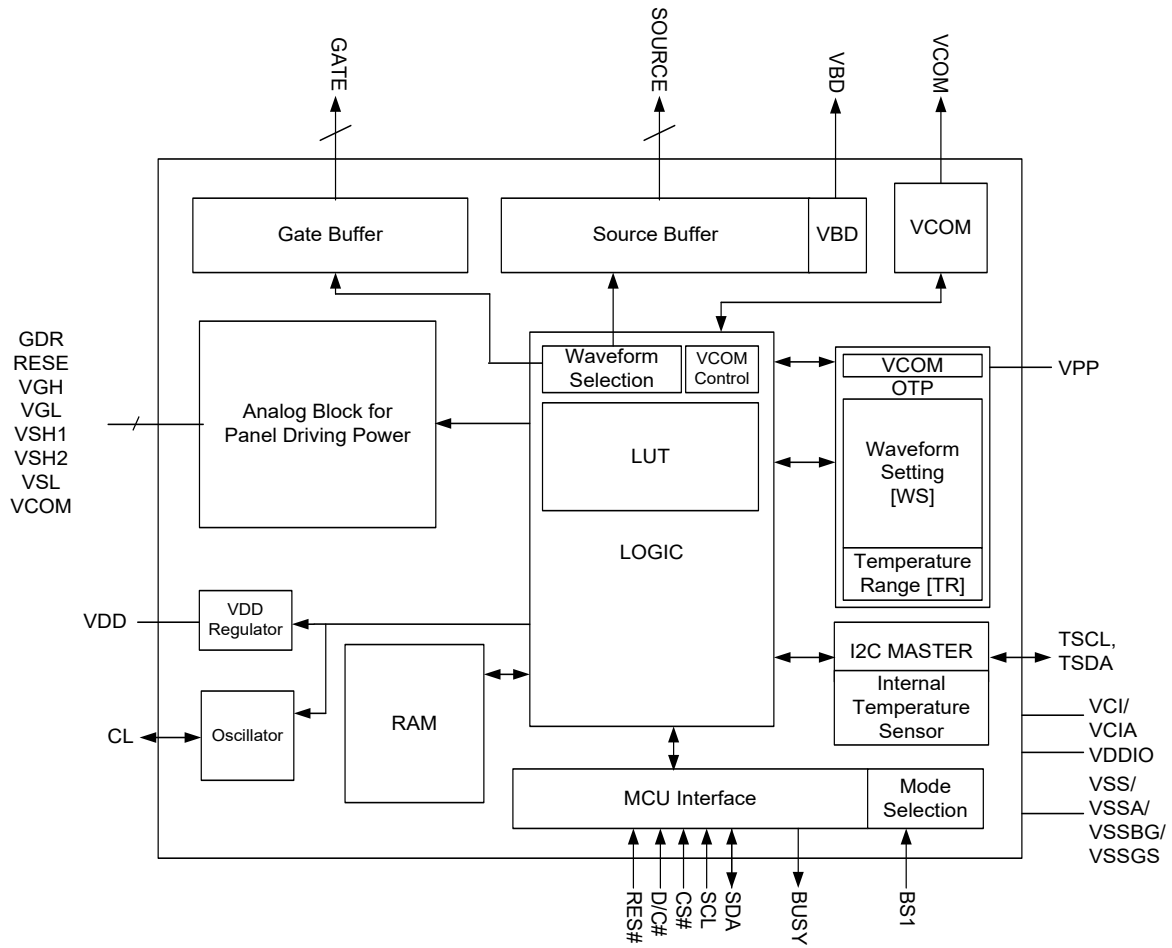 GATE
SOURCE
VBD
VCOM
Gate Buffer
Source Buffer
VBD
VCOM
GDR
RESE
VGH
VGL
VSH1
VSH2
VSL
VCOM
Analog Block for
Panel Driving Power
Waveform
Selection
VCOM
Control
LUT
LOGIC
VCOM
OTP
Waveform
Setting
[WS]
Temperature
Range [TR]
VPP
VDD
VDD
Regulator
CL
Oscillator
RAM
I2C MASTER
Internal
Temperature
Sensor
TSCL,
TSDA
VCI/
VCIA
VDDIO
VSS/
VSSA/
VSSBG/
VSSGS
MCU Interface
Mode
Selection
RES#
D/C#
CS#
SCL
SDA
BUSY
BS1